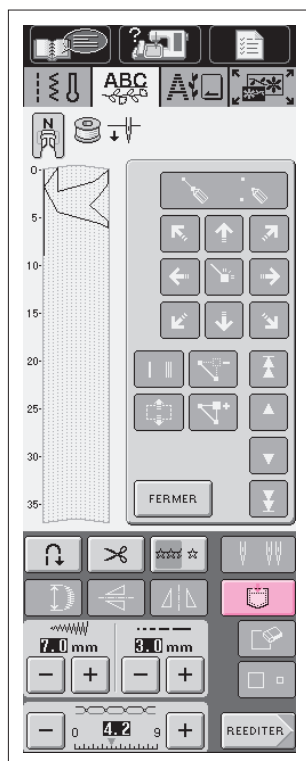 ABC
A
N
0-
5-
10-
15-
20-
25-
30-
35-
FERMER
7.0 mm
3.0 mm
- +
- +
- 0 4.2 9 +
REEDITER